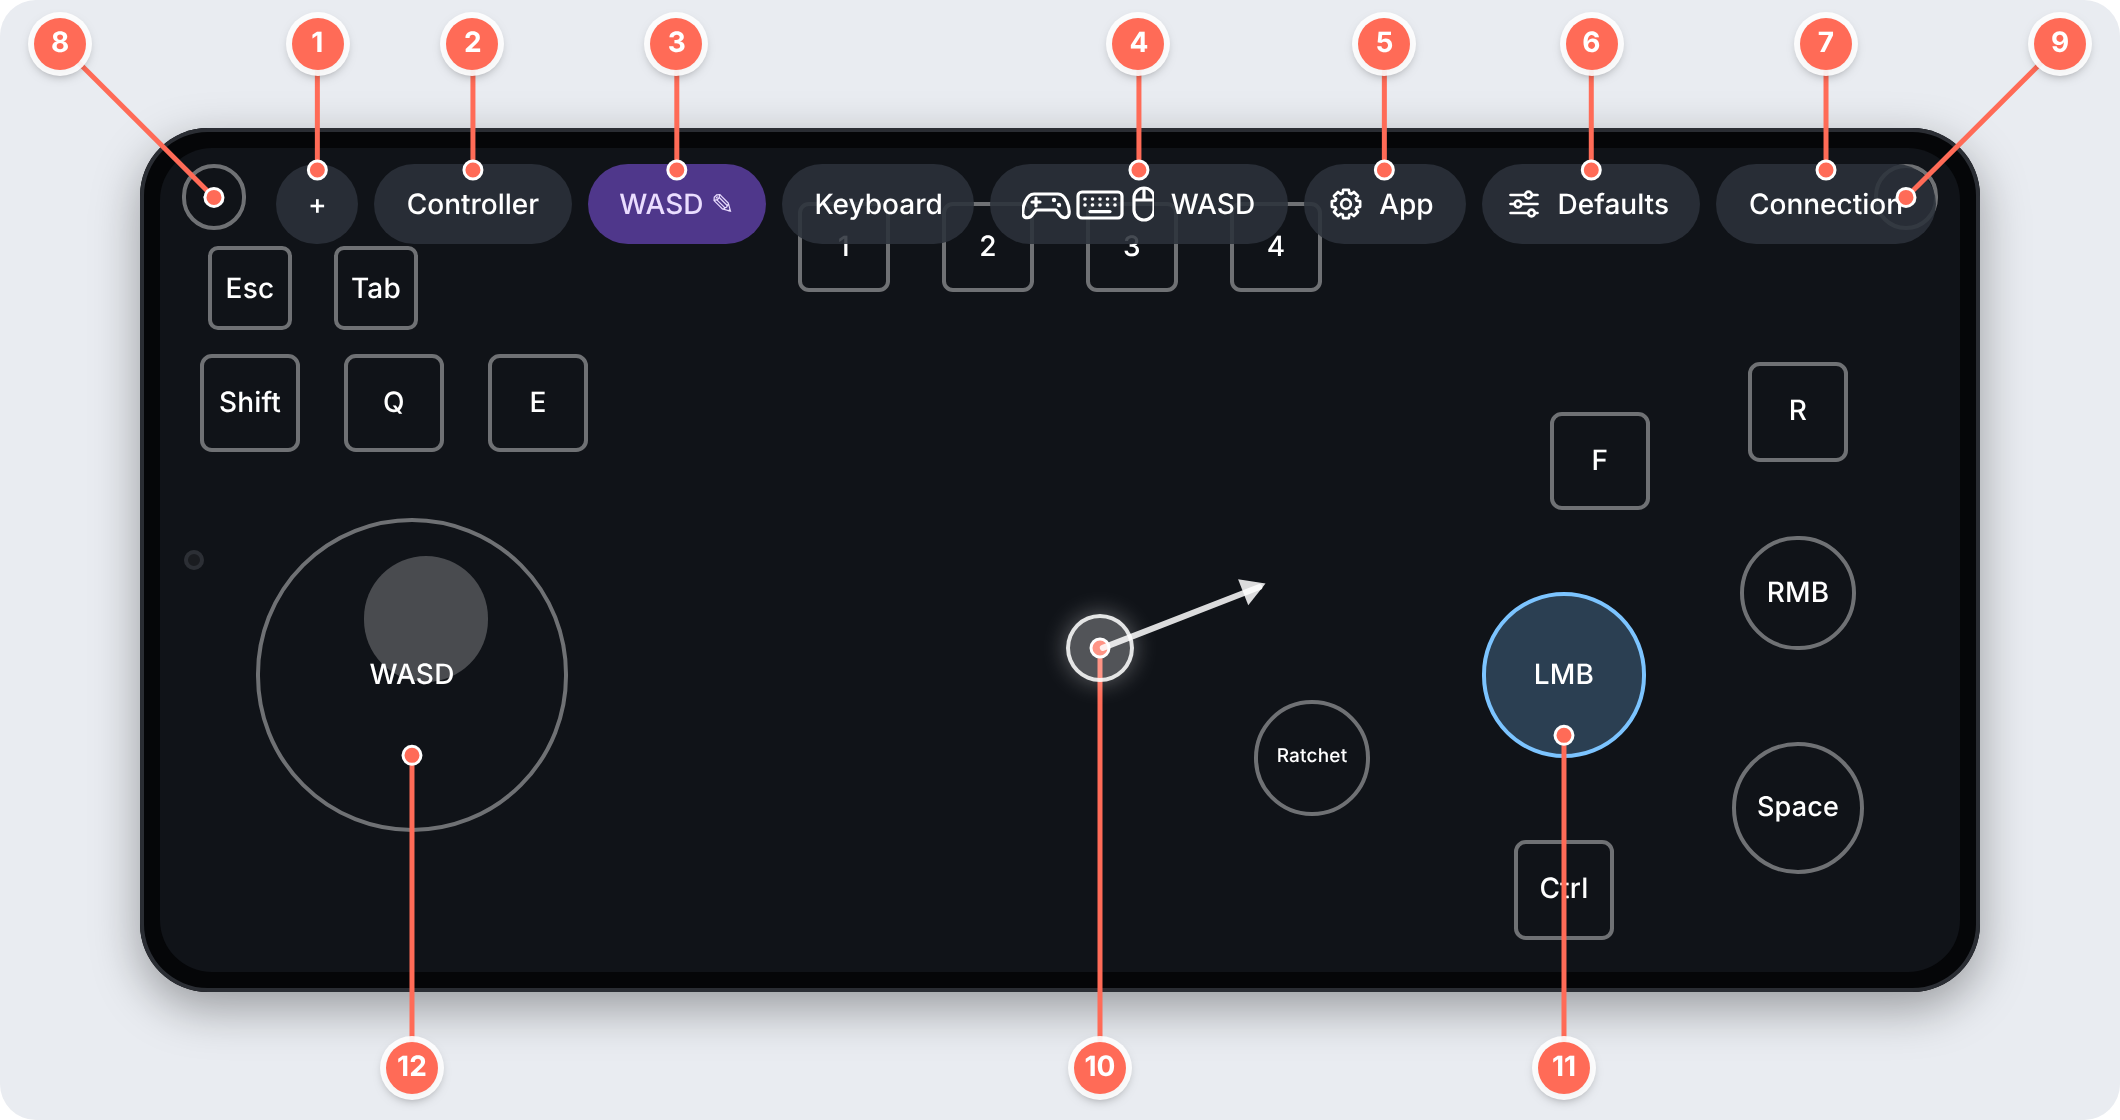 8 1 2 3 4 5 6 7 9
+ Controller WASD ✎ Keyboard WASD App Defaults Connection
1 2 3 4
Esc Tab
Shift Q E
R
F
RMB
WASD LMB
Ratchet
Space
Ctrl
12 10 11